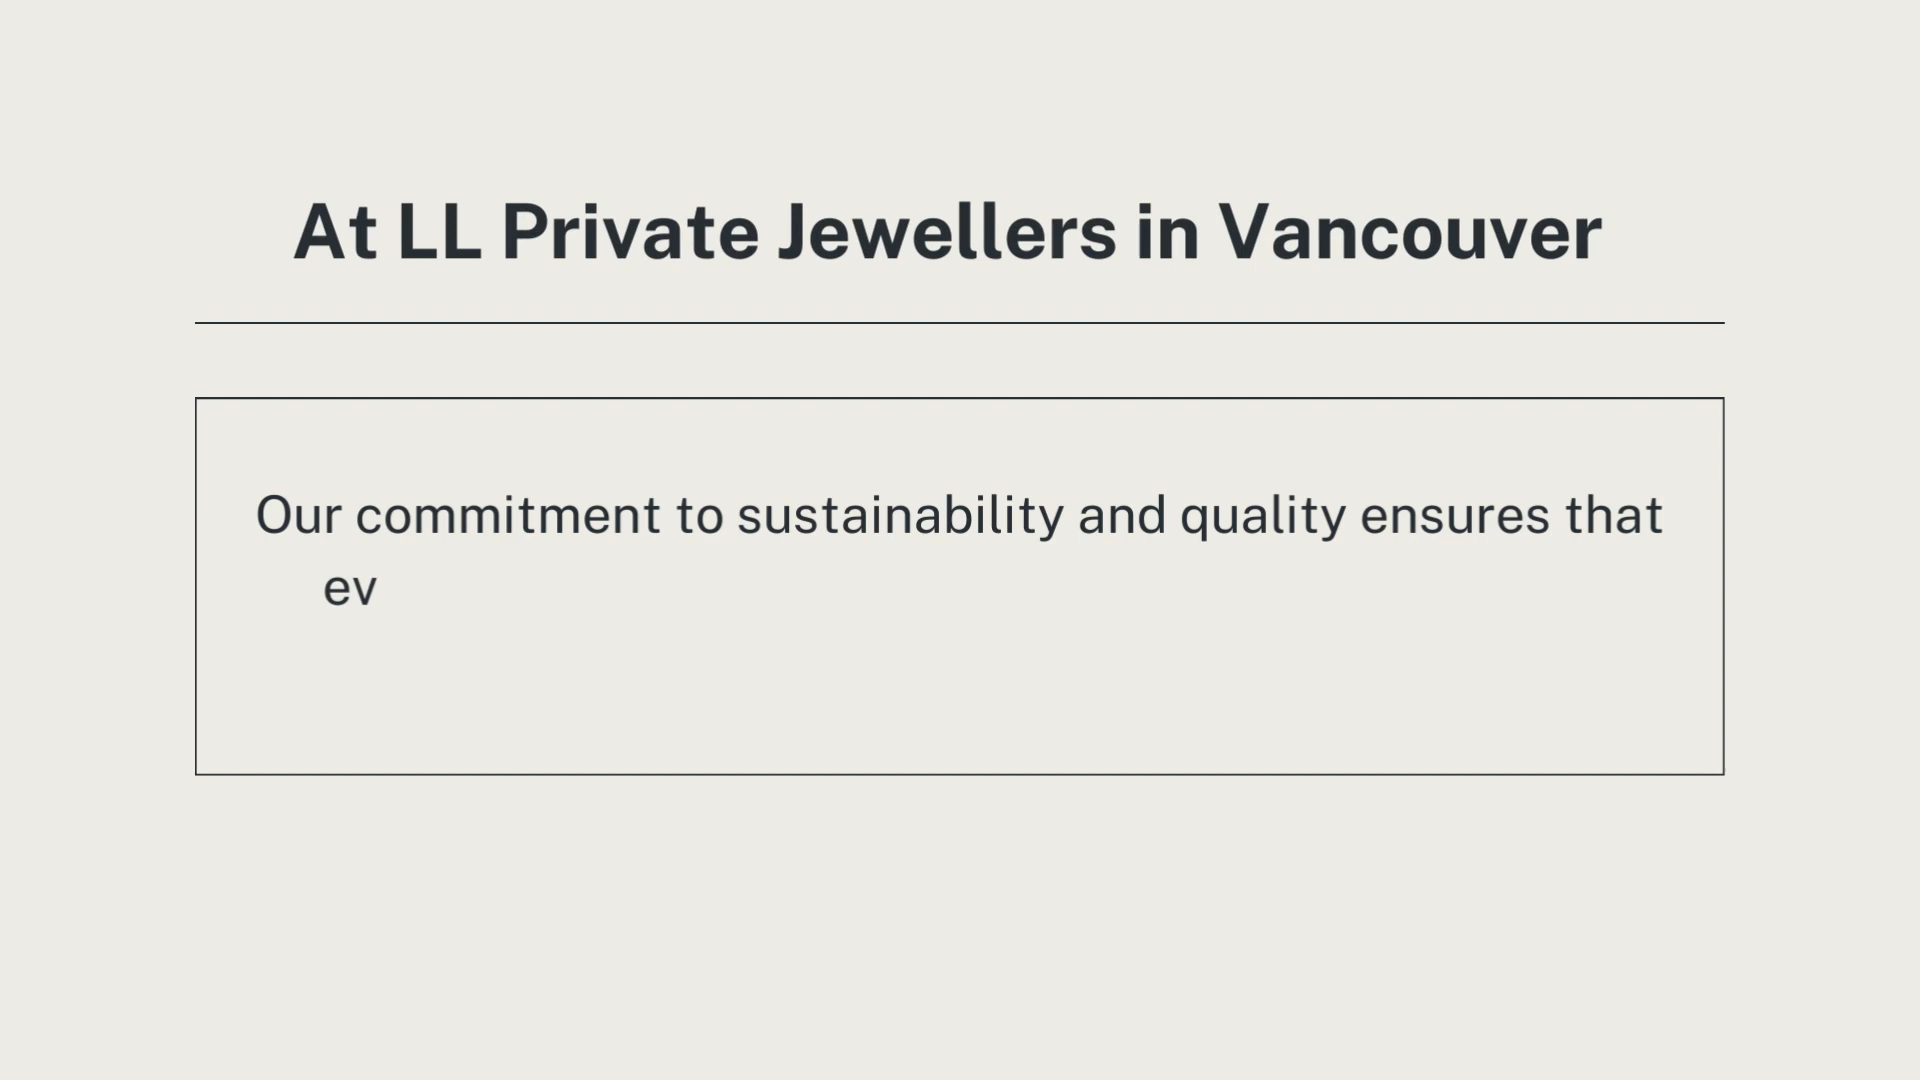 At LL Private Jewellers in Vancouver
Our commitment to sustainability and quality ensures that
ev